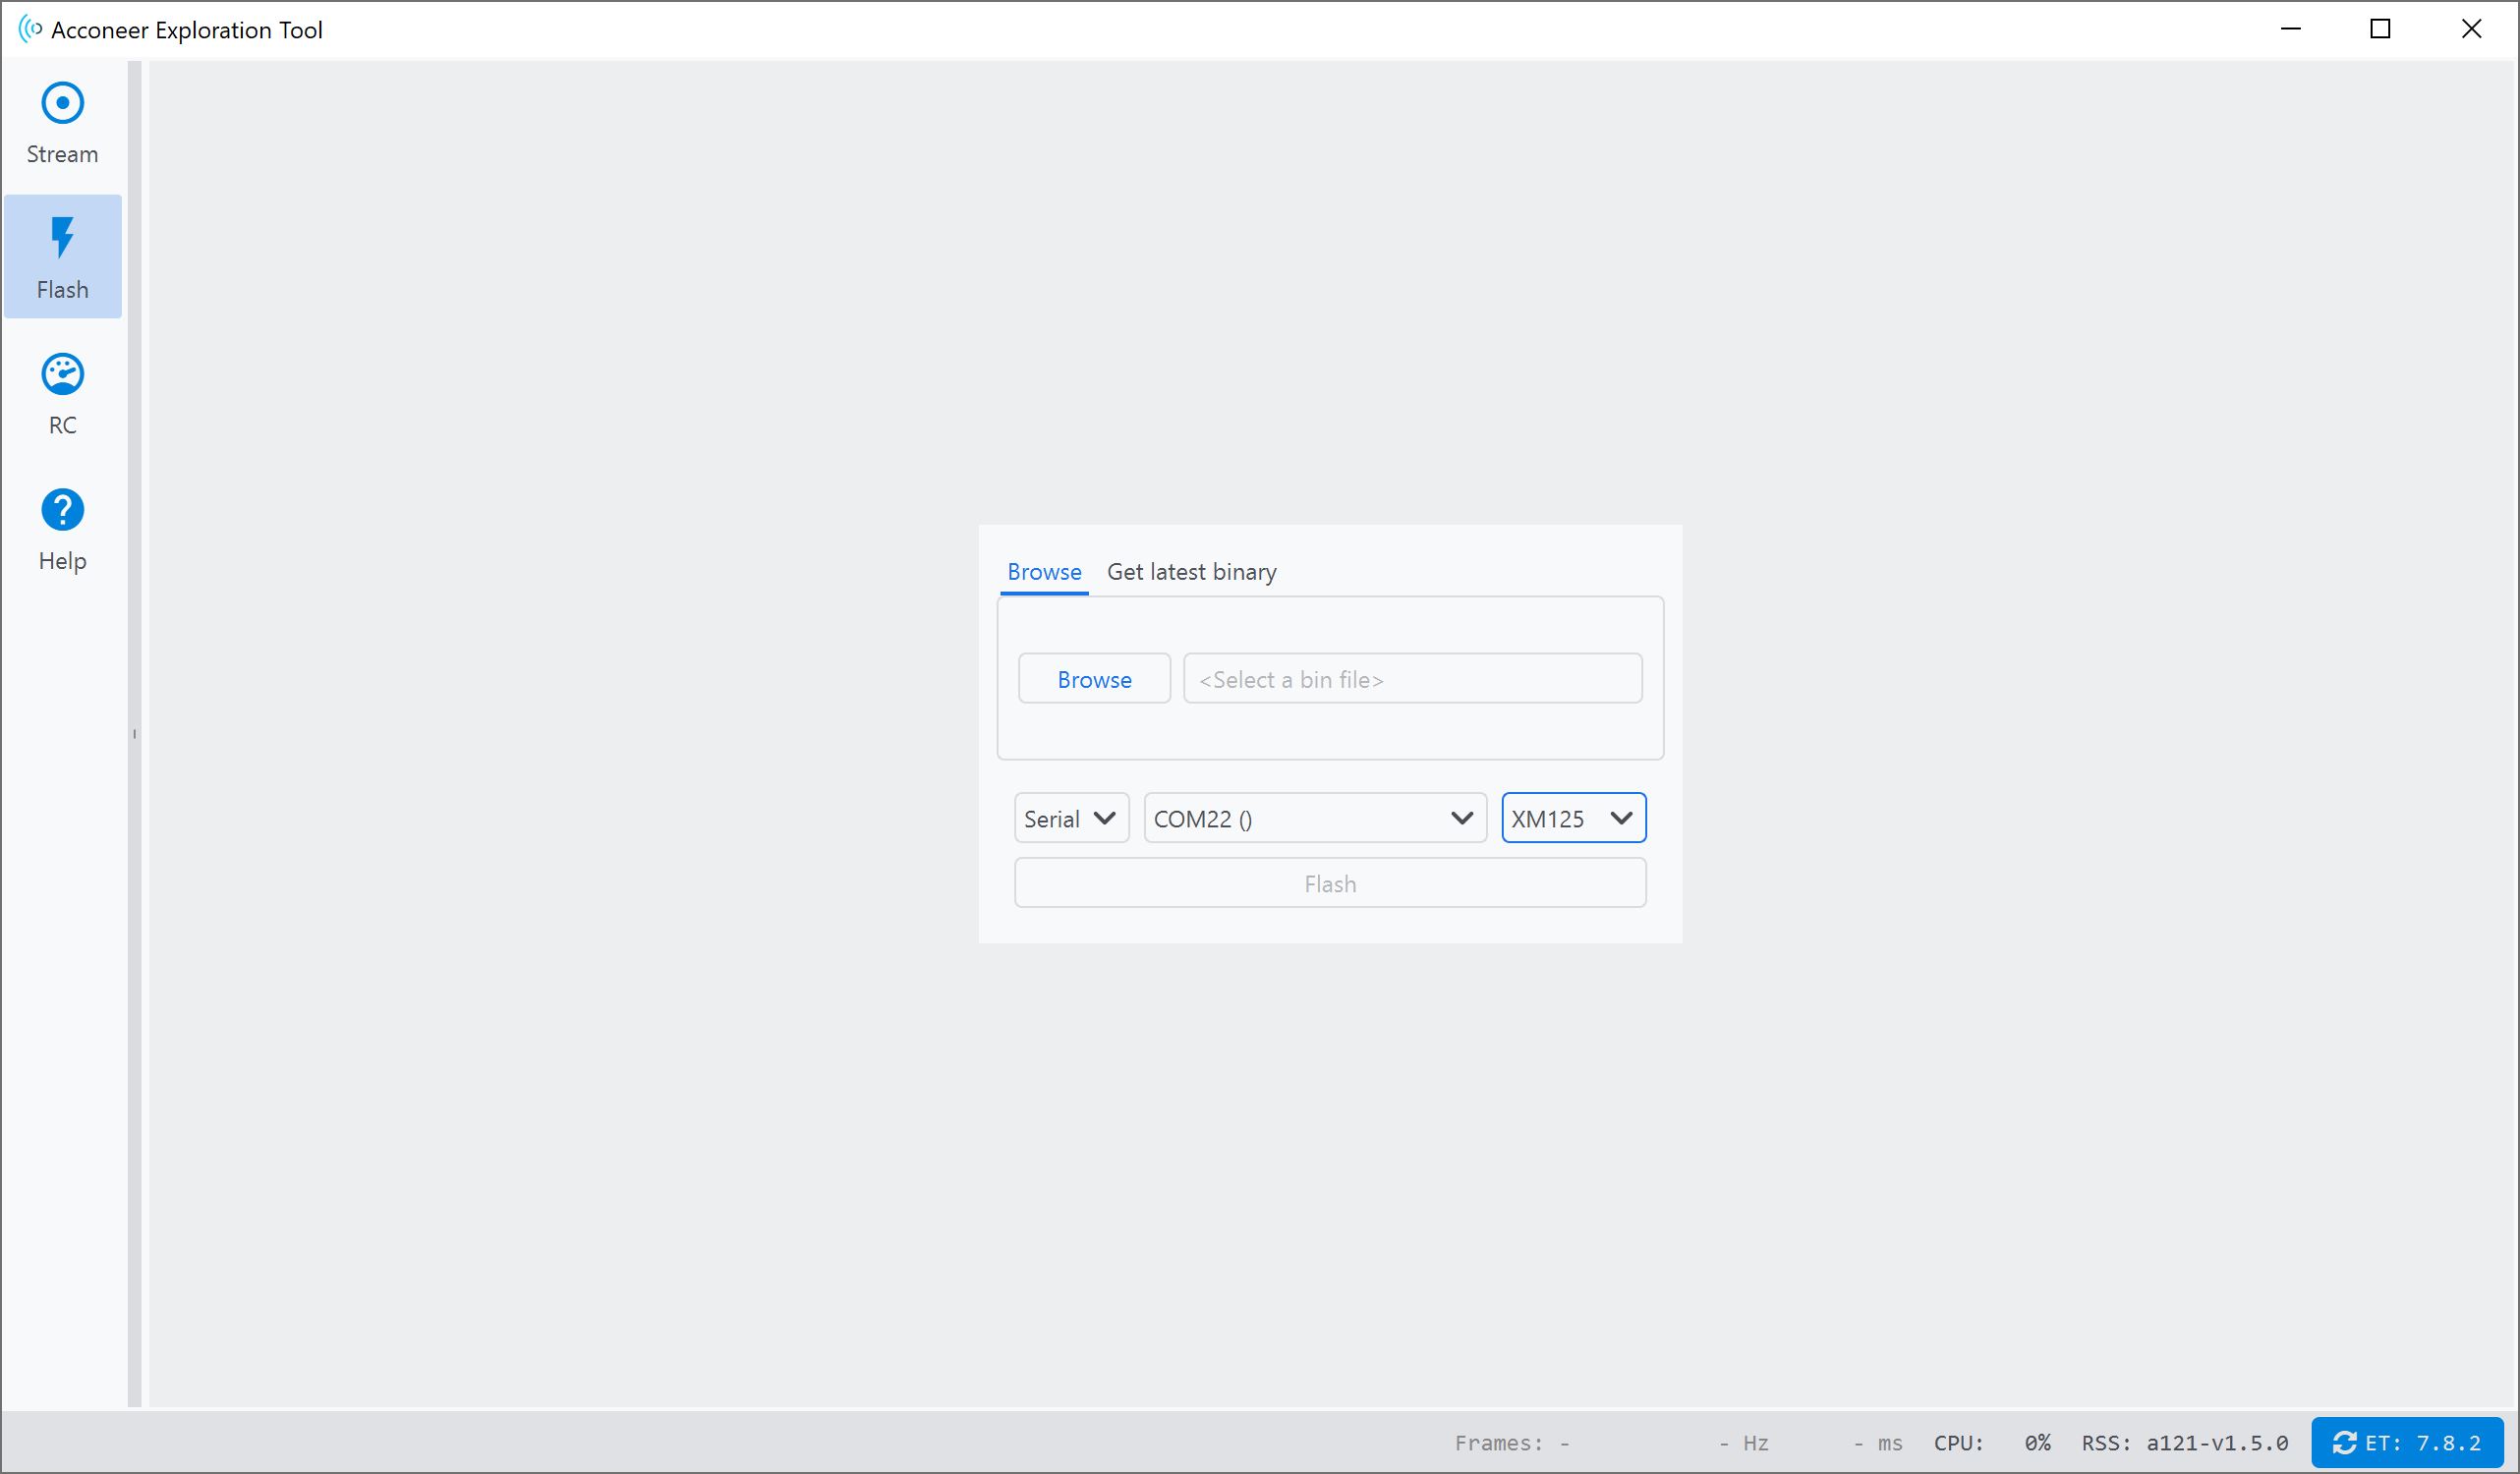 Acconeer Exploration Tool
Stream
Flash
RC
Help
Browse Get latest binary
Browse <Select a bin file>
Serial COM22 () XM125
Flash
Frames: - - Hz - ms CPU: 0% RSS: a121-v1.5.0 ET: 7.8.2